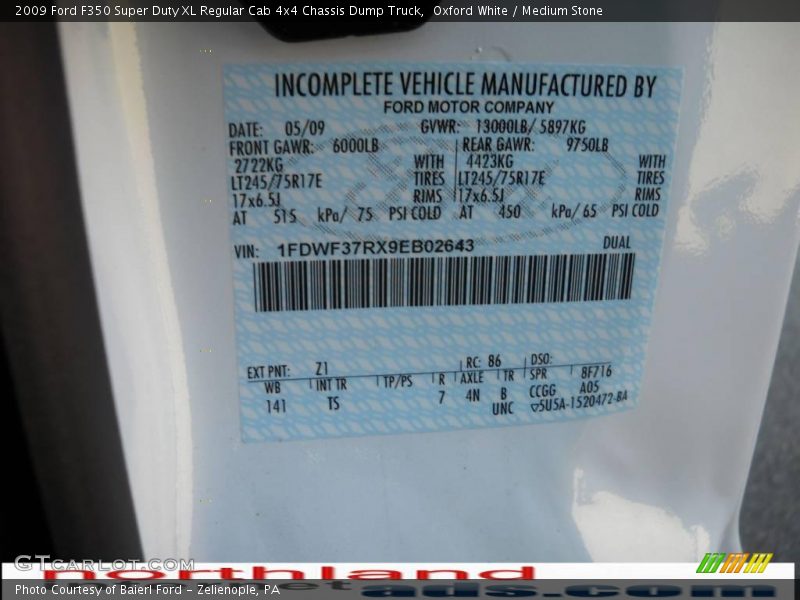 2009 Ford F350 Super Duty XL Regular Cab 4x4 Chassis Dump Truck, Oxford White / Medium Stone
INCOMPLETE VEHICLE MANUFACTURED BY
FORD MOTOR COMPANY
DATE: 05/09 GVWR: 13000LB/ 5897KG
FRONT GAWR: 6000LB REAR GAWR: 9750LB
2722KG WITH 4423KG WITH
LT245/75R17E TIRES LT245/75R17E TIRES
17x6.5J RIMS 17x6.5J RIMS
AT 515 kPa/ 75 PSI COLD AT 450 kPa/ 65 PSI COLD
VIN: 1FDWF37RX9EB02643 DUAL
EXT PNT: Z1 RC: 86 DSO:
WB INT TR TP/PS R AXLE TR SPR 8F716
141 TS 7 4N B CCGG A05
UNC 5U5A-1520472-BA
GTcarlot.com
northland
ads.com
Photo Courtesy of Baierl Ford - Zelienople, PA